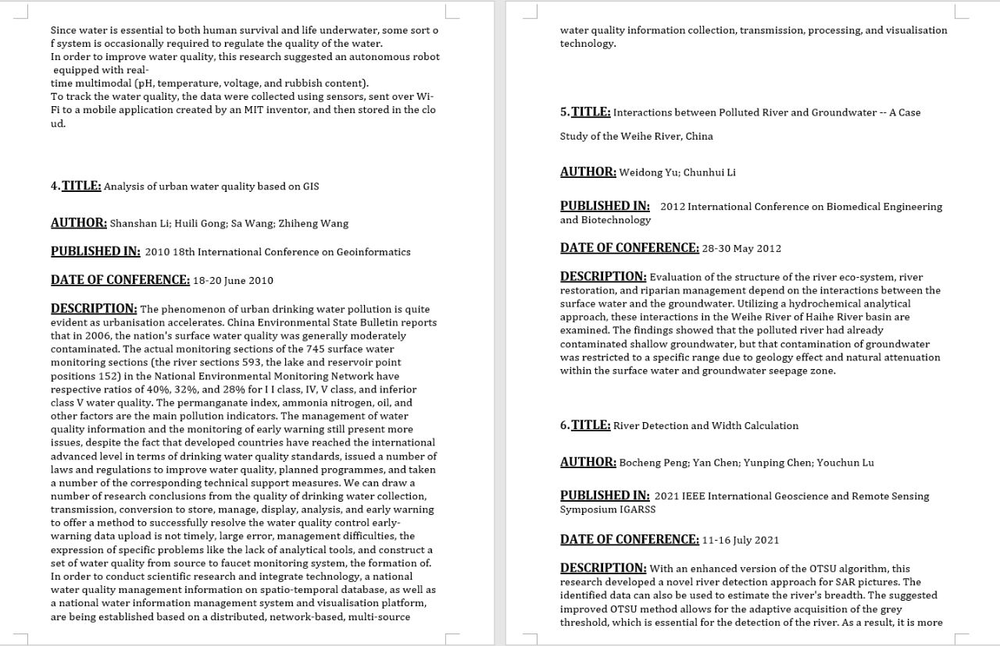 Since water is essential to both human survival and life underwater, some sort o
f system is occasionally required to regulate the quality of the water.
In order to improve water quality, this research suggested an autonomous robot
equipped with real-
time multimodal (pH, temperature, voltage, and rubbish content).
To track the water quality, the data were collected using sensors, sent over Wi-
Fi to a mobile application created by an MIT inventor, and then stored in the clo
ud.
4.TITLE: Analysis of urban water quality based on GIS
AUTHOR: Shanshan Li; Huili Gong; Sa Wang; Zhiheng Wang
PUBLISHED IN: 2010 18th International Conference on Geoinformatics
DATE OF CONFERENCE: 18-20 June 2010
DESCRIPTION: The phenomenon of urban drinking water pollution is quite
evident as urbanisation accelerates. China Environmental State Bulletin reports
that in 2006, the nation's surface water quality was generally moderately
contaminated. The actual monitoring sections of the 745 surface water
monitoring sections (the river sections 593, the lake and reservoir point
positions 152) in the National Environmental Monitoring Network have
respective ratios of 40%, 32%, and 28% for I I class, IV, V class, and inferior
class V water quality. The permanganate index, ammonia nitrogen, oil, and
other factors are the main pollution indicators. The management of water
quality information and the monitoring of early warning still present more
issues, despite the fact that developed countries have reached the international
advanced level in terms of drinking water quality standards, issued a number of
laws and regulations to improve water quality, planned programmes, and taken
a number of the corresponding technical support measures. We can draw a
number of research conclusions from the quality of drinking water collection,
transmission, conversion to store, manage, display, analysis, and early warning
to offer a method to successfully resolve the water quality control early-
warning data upload is not timely, large error, management difficulties, the
expression of specific problems like the lack of analytical tools, and construct a
set of water quality from source to faucet monitoring system, the formation of.
In order to conduct scientific research and integrate technology, a national
water quality management information on spatio-temporal database, as well as
a national water information management system and visualisation platform,
are being established based on a distributed, network-based, multi-source
water quality information collection, transmission, processing, and visualisation
technology.
5.TITLE: Interactions between Polluted River and Groundwater -- A Case
Study of the Weihe River, China
AUTHOR: Weidong Yu; Chunhui Li
PUBLISHED IN: 2012 International Conference on Biomedical Engineering
and Biotechnology
DATE OF CONFERENCE: 28-30 May 2012
DESCRIPTION: Evaluation of the structure of the river eco-system, river
restoration, and riparian management depend on the interactions between the
surface water and the groundwater. Utilizing a hydrochemical analytical
approach, these interactions in the Weihe River of Haihe River basin are
examined. The findings showed that the polluted river had already
contaminated shallow groundwater, but that contamination of groundwater
was restricted to a specific range due to geology effect and natural attenuation
within the surface water and groundwater seepage zone.
6.TITLE: River Detection and Width Calculation
AUTHOR: Bocheng Peng; Yan Chen; Yunping Chen; Youchun Lu
PUBLISHED IN: 2021 IEEE International Geoscience and Remote Sensing
Symposium IGARSS
DATE OF CONFERENCE: 11-16 July 2021
DESCRIPTION: With an enhanced version of the OTSU algorithm, this
research developed a novel river detection approach for SAR pictures. The
identified data can also be used to estimate the river's breadth. The suggested
improved OTSU method allows for the adaptive acquisition of the grey
threshold, which is essential for the detection of the river. As a result, it is more